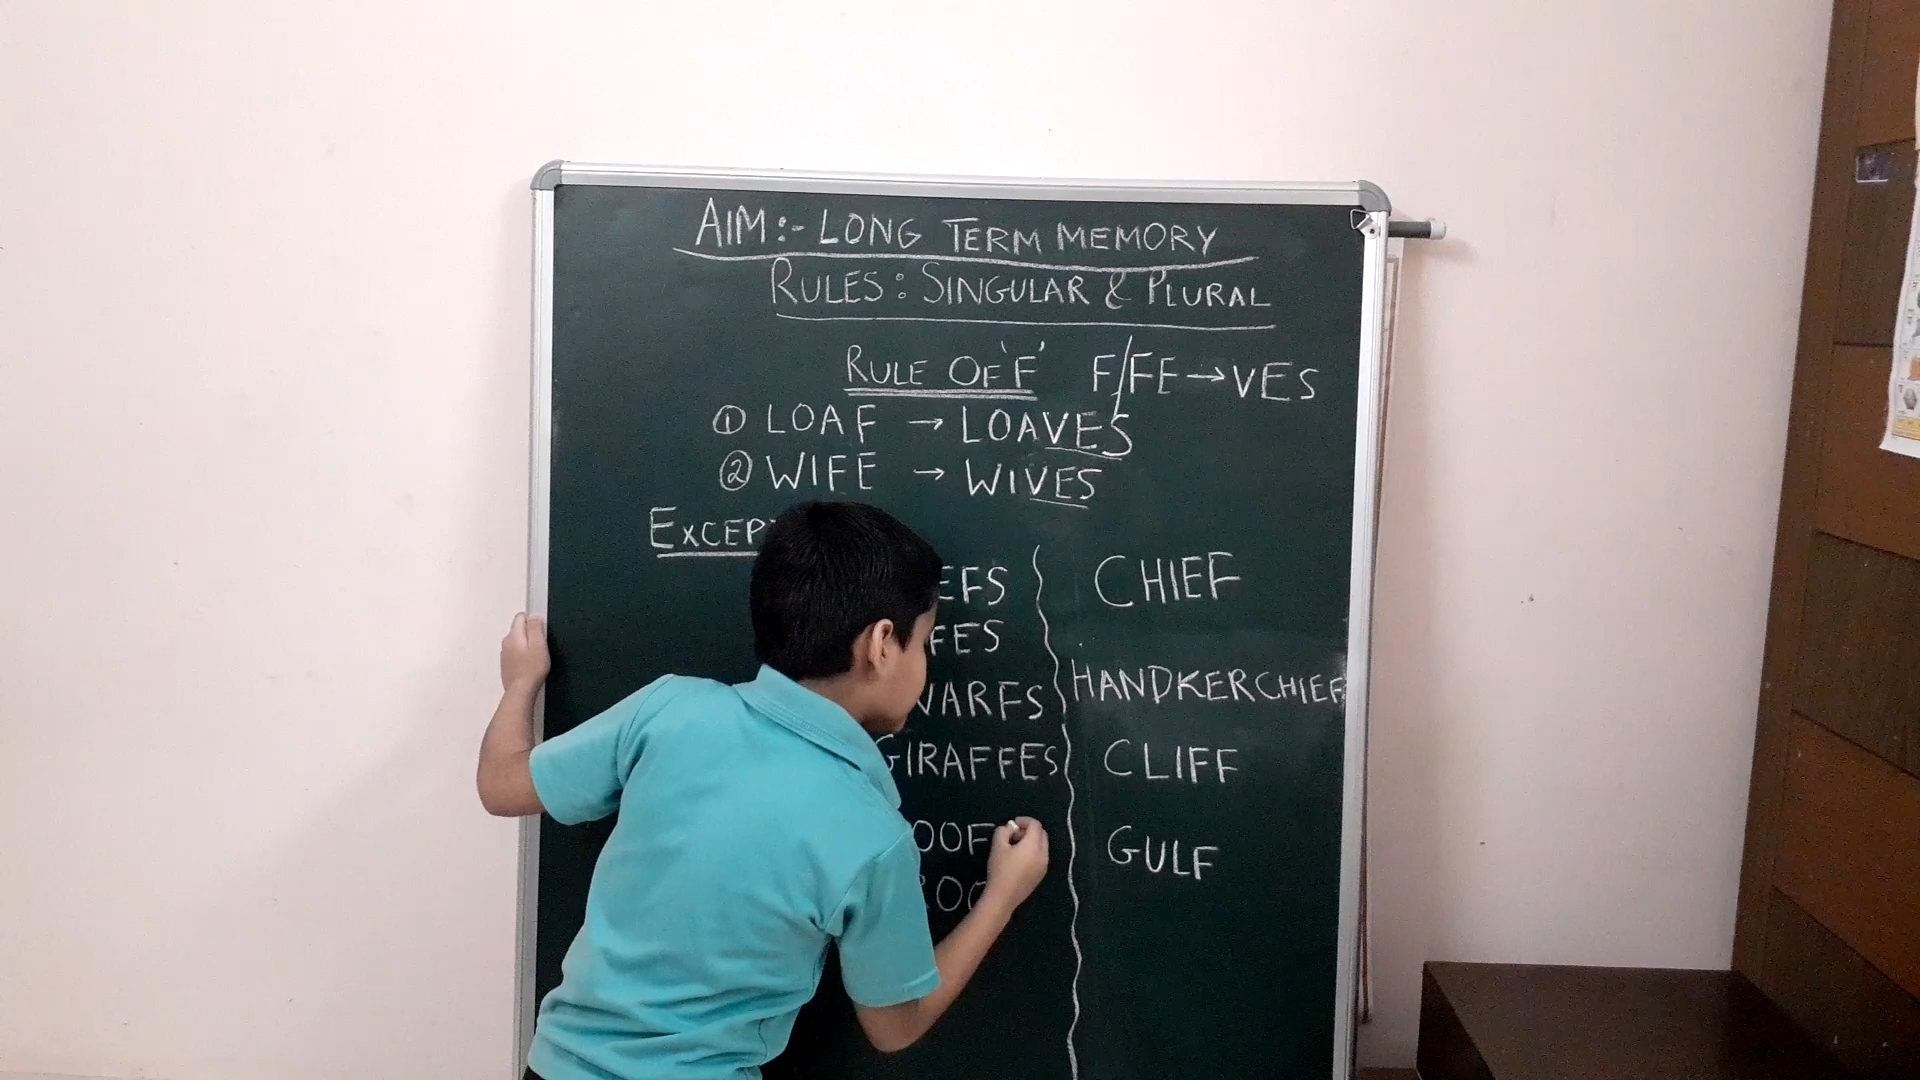 AIM:- LONG TERM MEMORY
RULES: SINGULAR & PLURAL
RULE OF 'F' F/FE→VES
① LOAF → LOAVES
② WIFE → WIVES
CHIEF
HANDKERCHIEF
GIRAFFES CLIFF
GULF